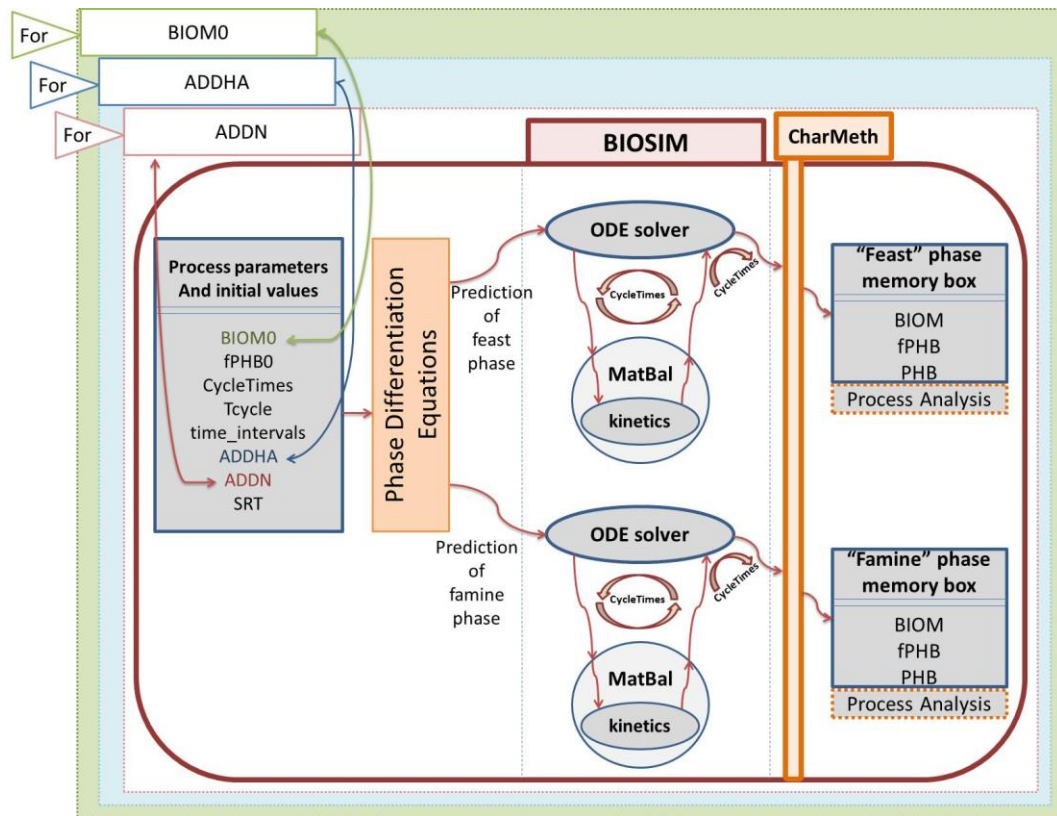 For
BIOM0
For
ADDHA
For
ADDN
BIOSIM
CharMeth
Process parameters
And initial values
BIOM0
fPHB0
CycleTimes
Tcycle
time_intervals
ADDHA
ADDN
SRT
Phase Differentiation
Equations
Prediction
of
feast
phase
ODE solver
CycleTimes
CycleTimes
MatBal
kinetics
"Feast" phase
memory box
BIOM
fPHB
PHB
Process Analysis
Prediction
of
famine
phase
ODE solver
CycleTimes
CycleTimes
MatBal
kinetics
"Famine" phase
memory box
BIOM
fPHB
PHB
Process Analysis